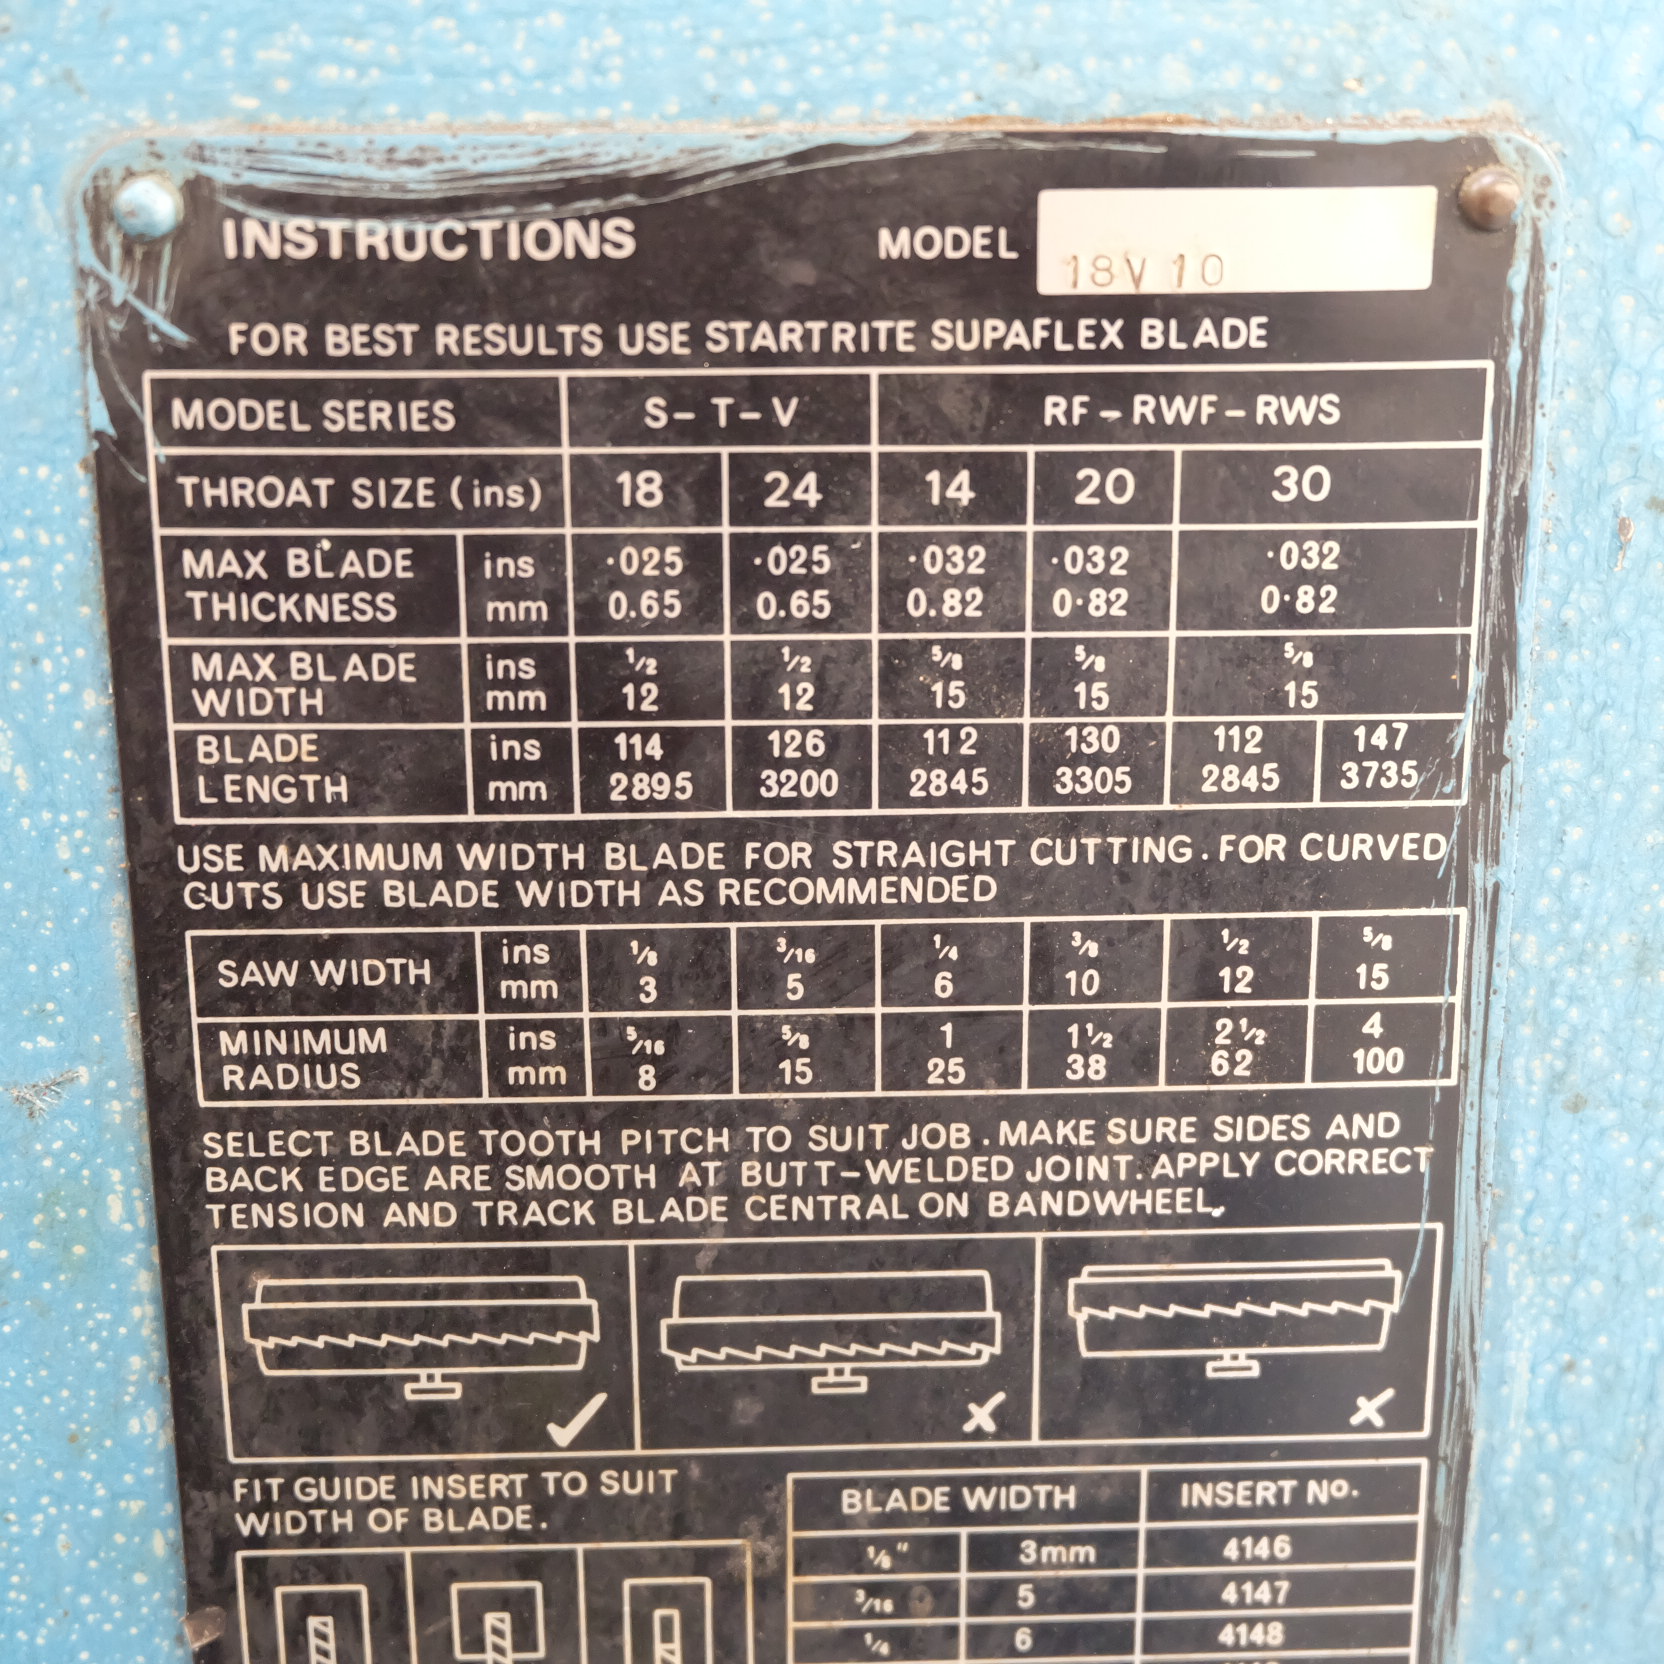 INSTRUCTIONS MODEL 18V 10
FOR BEST RESULTS USE STARTRITE SUPAFLEX BLADE
MODEL SERIES S-T-V RF-RWF-RWS
THROAT SIZE (ins) 18 24 14 20 30
MAX BLADE ins ·025 ·025 ·032 ·032 ·032
THICKNESS mm 0.65 0.65 0.82 0·82 0·82
MAX BLADE ins 1/2 1/2 5/8 5/8 5/8
WIDTH mm 12 12 15 15 15
BLADE ins 114 126 112 130 112 147
LENGTH mm 2895 3200 2845 3305 2845 3735
USE MAXIMUM WIDTH BLADE FOR STRAIGHT CUTTING. FOR CURVED
CUTS USE BLADE WIDTH AS RECOMMENDED
SAW WIDTH ins 1/8 3/16 1/4 3/8 1/2 5/8
mm 3 5 6 10 12 15
MINIMUM ins 5/16 5/8 1 1 1/2 2 1/2 4
RADIUS mm 8 15 25 38 62 100
SELECT BLADE TOOTH PITCH TO SUIT JOB. MAKE SURE SIDES AND
BACK EDGE ARE SMOOTH AT BUTT-WELDED JOINT. APPLY CORRECT
TENSION AND TRACK BLADE CENTRAL ON BANDWHEEL.
FIT GUIDE INSERT TO SUIT
WIDTH OF BLADE.
BLADE WIDTH INSERT No.
1/8" 3mm 4146
3/16 5 4147
1/4 6 4148